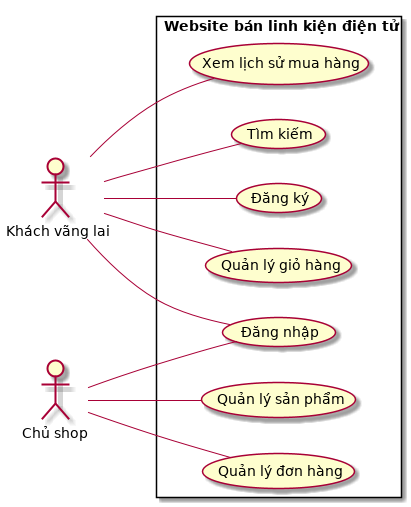 Website bán linh kiện điện tử
Xem lịch sử mua hàng
Tìm kiếm
Đăng ký
Khách vãng lai
Quản lý giỏ hàng
Đăng nhập
Quản lý sản phẩm
Chủ shop
Quản lý đơn hàng